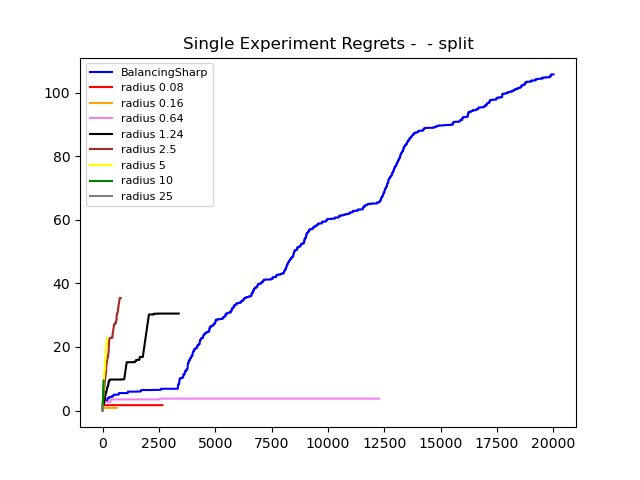 Single Experiment Regrets -  - split
BalancingSharp
radius 0.08
radius 0.16
radius 0.64
radius 1.24
radius 2.5
radius 5
radius 10
radius 25
100
80
60
40
20
0
0 2500 5000 7500 10000 12500 15000 17500 20000